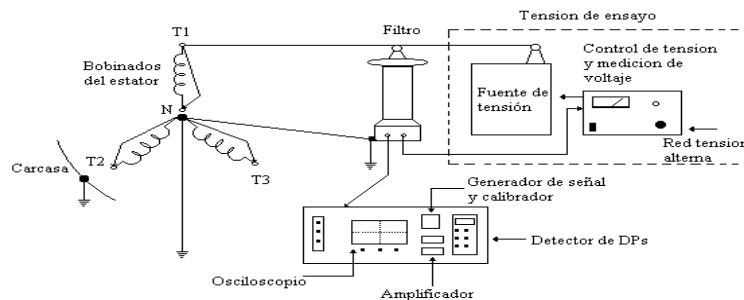 Tension de ensayo
T1
Filtro
Control de tension
y medicion de
voltaje
Bobinados
del estator
Fuente de
tensión
N
Red tension
alterna
T2
T3
Carcasa
Generador de señal
y calibrador
Detector de DPs
Osciloscopio
Amplificador